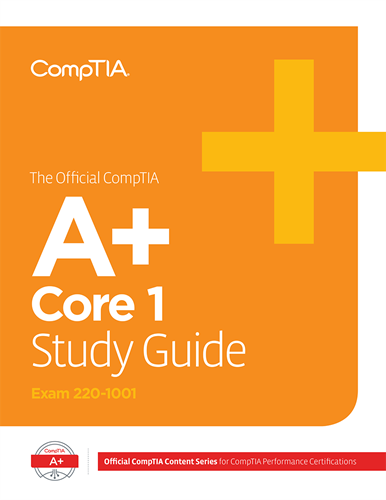 CompTIA.
The Official CompTIA
A+
Core 1
Study Guide
Exam 220-1001
CompTIA
A+
Official CompTIA Content Series for CompTIA Performance Certifications